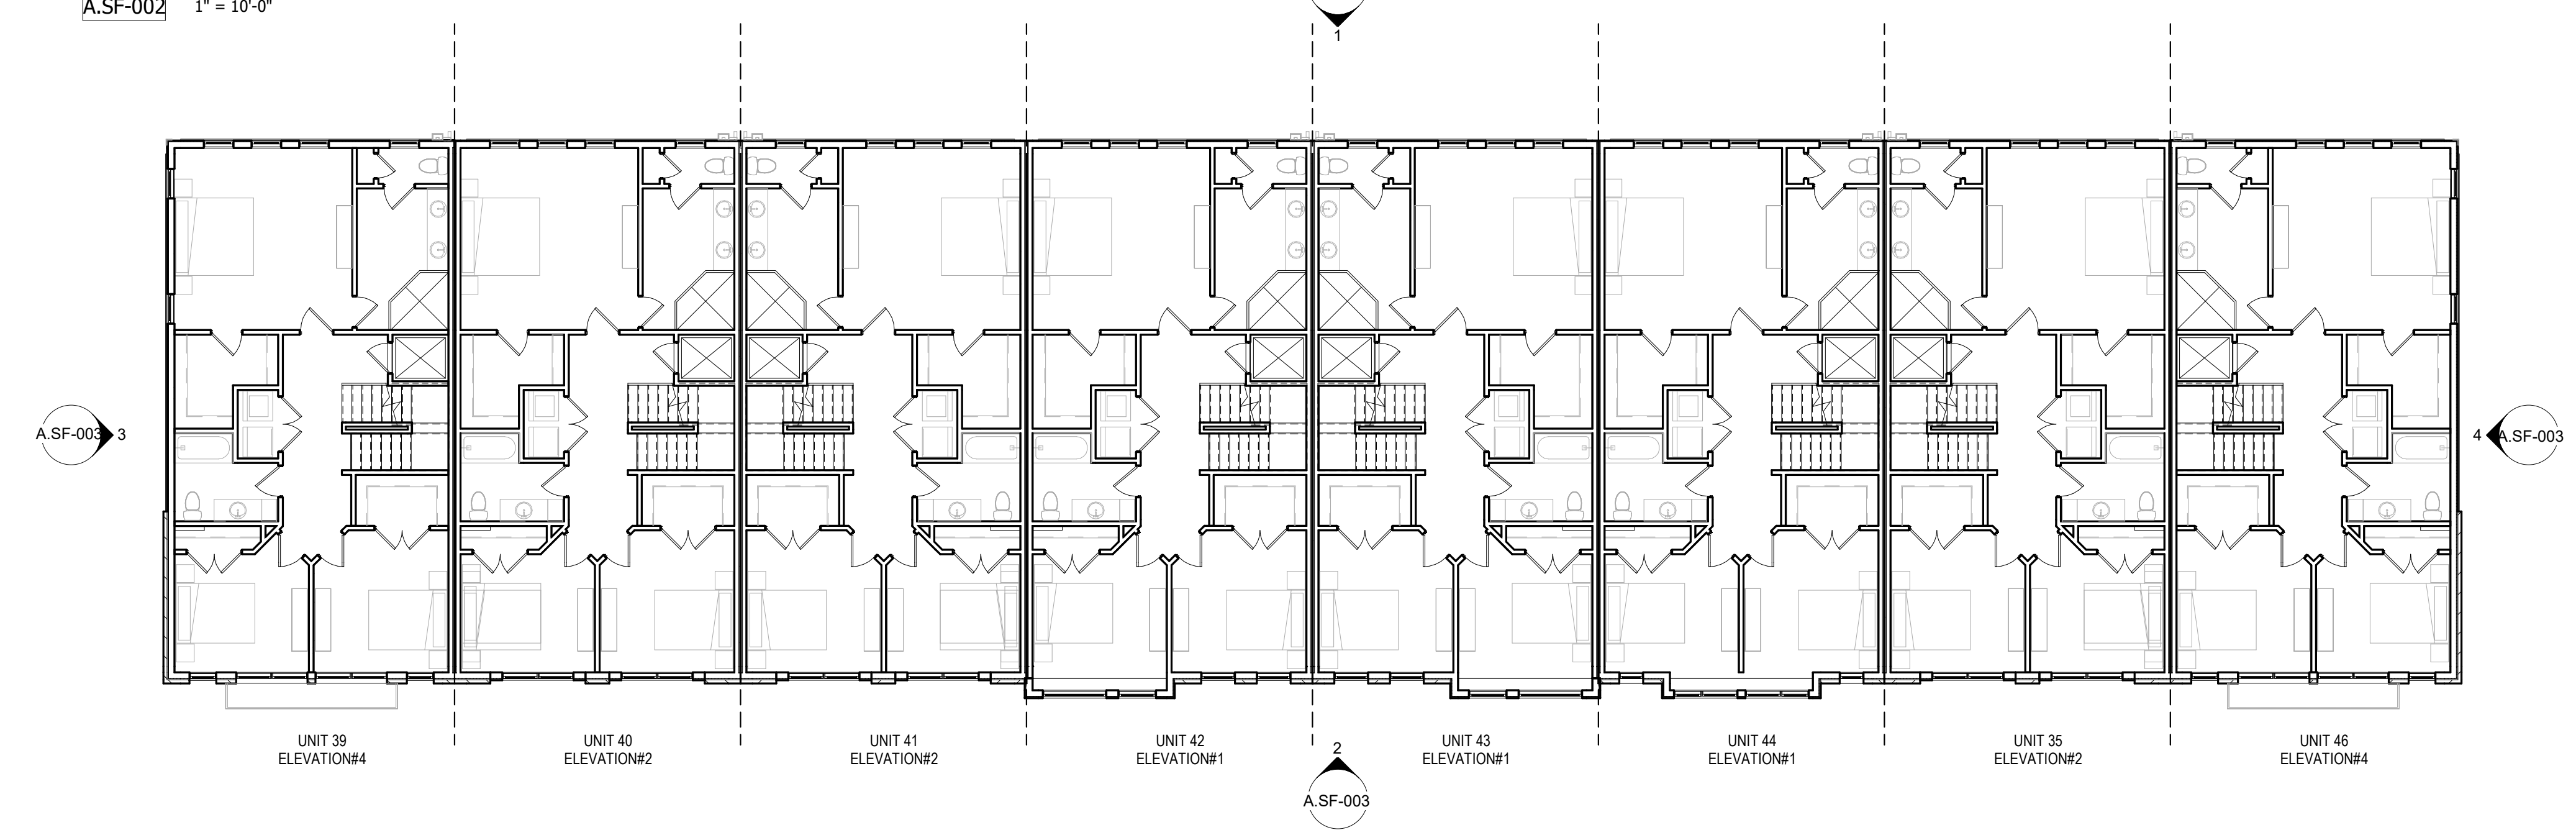 A.SF-002
1" = 10'-0"
1
A.SF-003
3
4
A.SF-003
UNIT 39
ELEVATION#4
UNIT 40
ELEVATION#2
UNIT 41
ELEVATION#2
UNIT 42
ELEVATION#1
UNIT 43
ELEVATION#1
UNIT 44
ELEVATION#1
UNIT 35
ELEVATION#2
UNIT 46
ELEVATION#4
2
A.SF-003